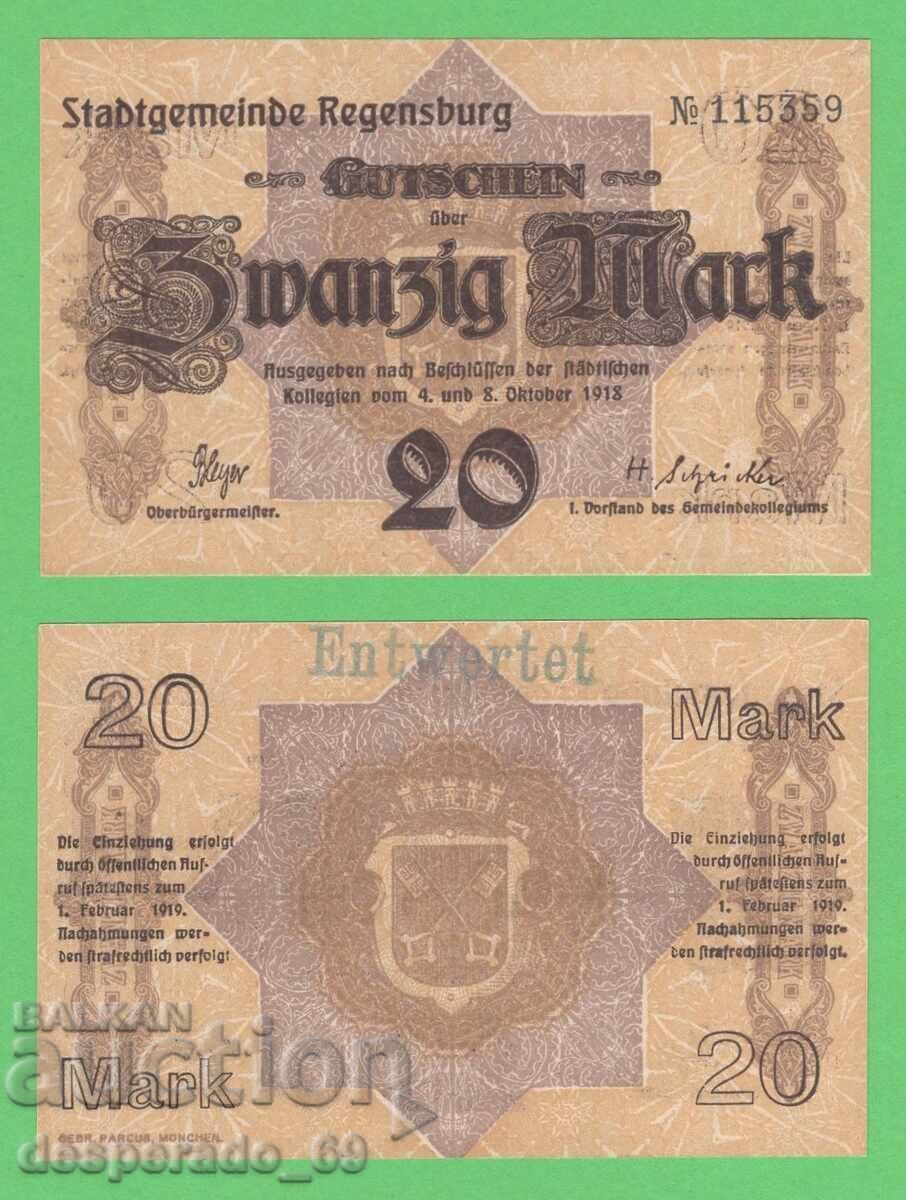 Stadtgemeinde Regensburg
№ 115359
GUTSCHEIN
über
Zwanzig Mark
Ausgegeben nach Beschlüssen der städtischen
Kollegien vom 4. und 8. Oktober 1918
20
H. Schricker
Oberbürgermeister.
1. Vorstand des Gemeindekollegiums
Entwertet
20
Mark
Die Einziehung erfolgt
durch öffentlichen Auf-
ruf spätestens zum
1. Februar 1919.
Nachahmungen wer-
den strafrechtlich verfolgt
Die Einziehung erfolgt
durch öffentlichen Auf-
ruf spätestens zum
1. Februar 1919.
Nachahmungen wer-
den strafrechtlich verfolgt.
BALKAN
auction
Mark
20
GEBR. PARCUS, MÜNCHEN.
desperado_69